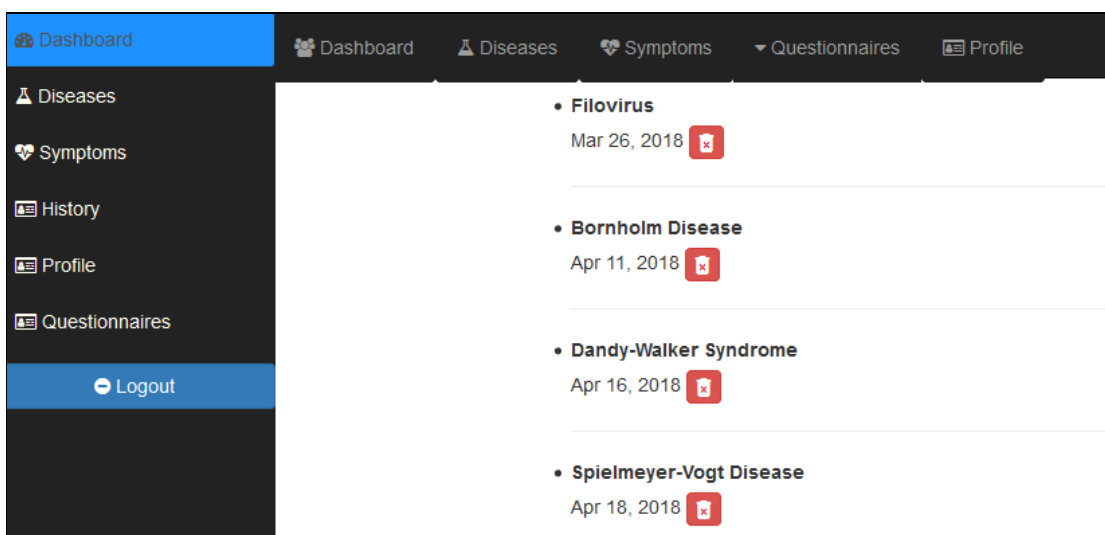 Dashboard
Diseases
Symptoms
History
Profile
Questionnaires
Logout
Dashboard Diseases Symptoms Questionnaires Profile
Filovirus
Mar 26, 2018
Bornholm Disease
Apr 11, 2018
Dandy-Walker Syndrome
Apr 16, 2018
Spielmeyer-Vogt Disease
Apr 18, 2018